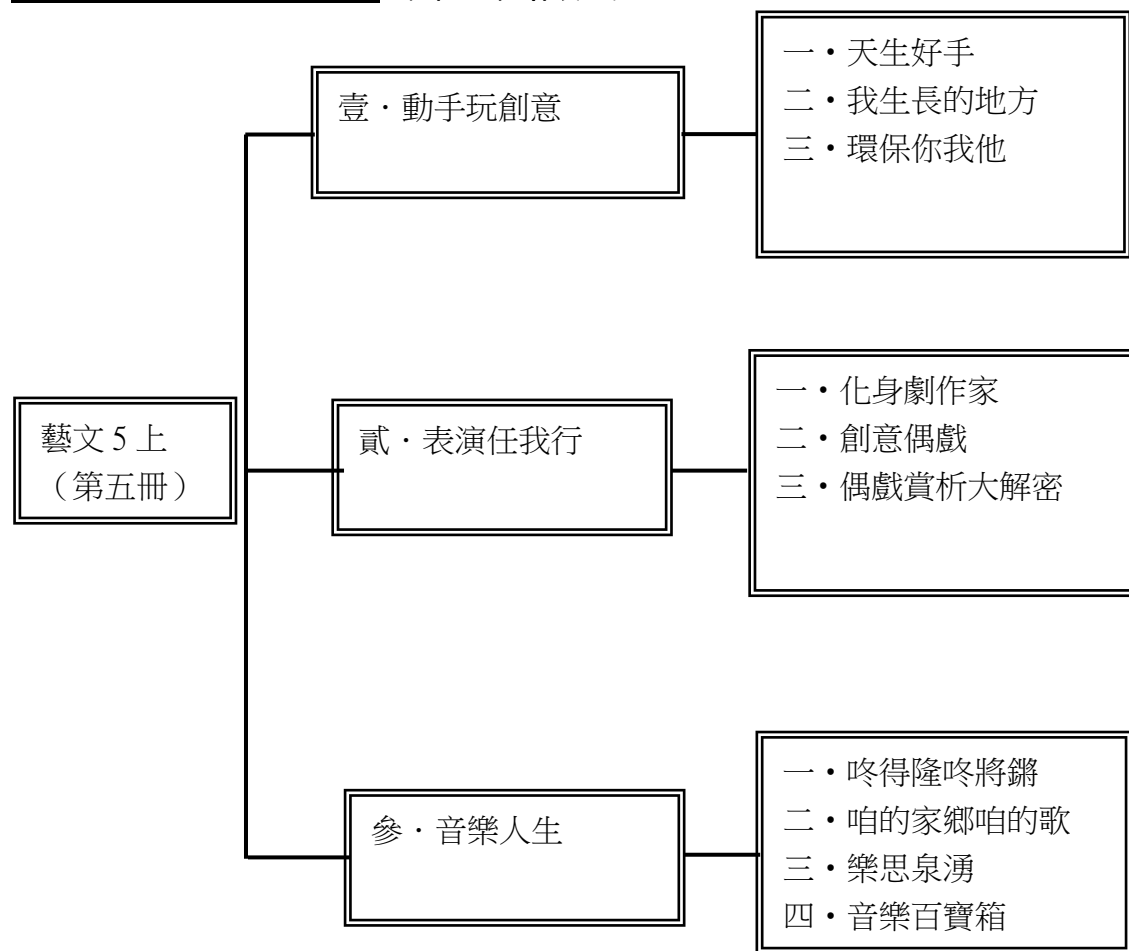 藝文 5 上
（第五冊）
壹．動手玩創意
一・天生好手
二・我生長的地方
三・環保你我他
貳．表演任我行
一・化身劇作家
二・創意偶戲
三・偶戲賞析大解密
參．音樂人生
一・咚得隆咚將鏘
二・咱的家鄉咱的歌
三・樂思泉湧
四・音樂百寶箱